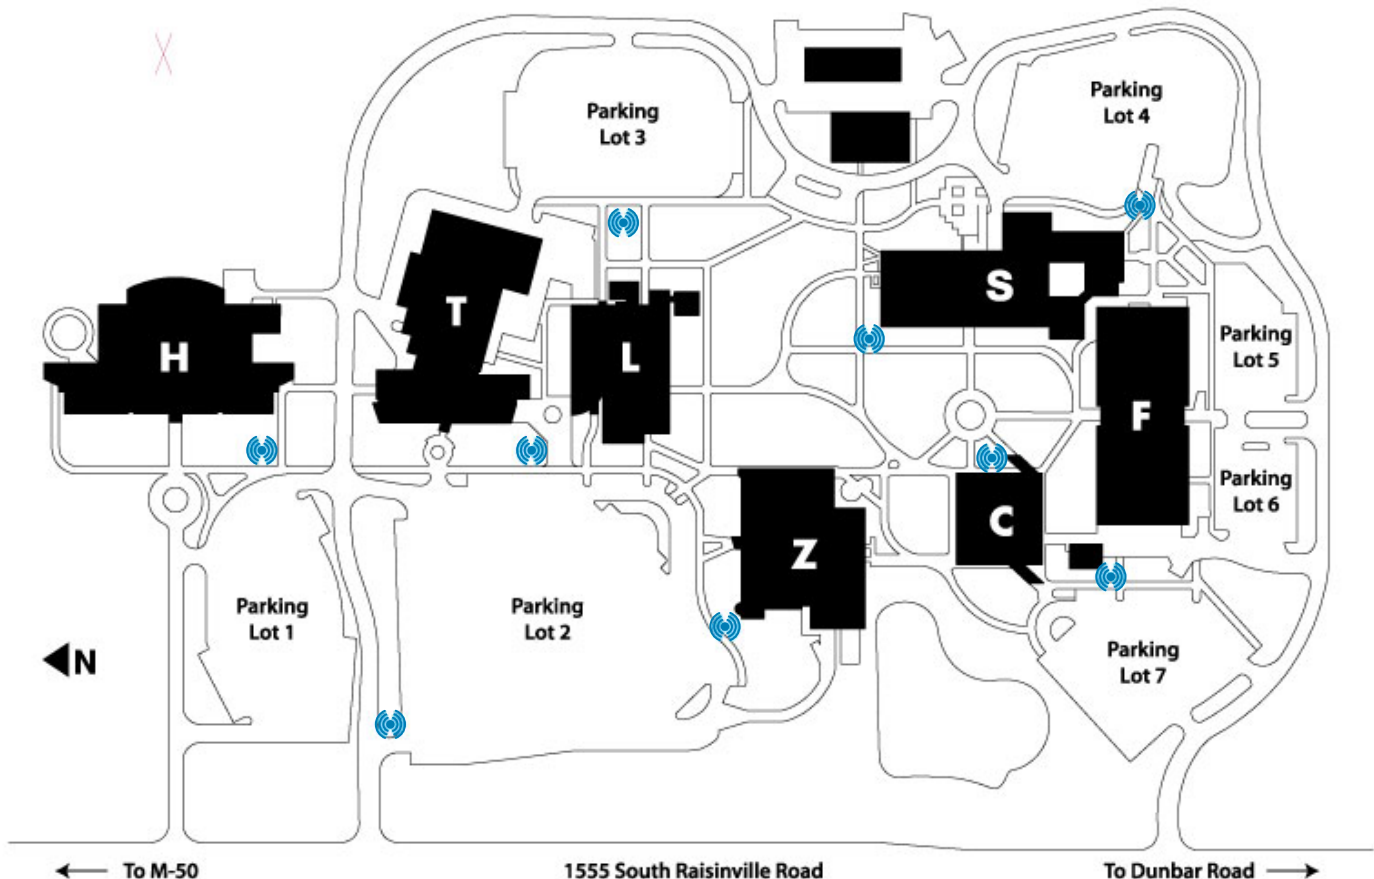 Parking
Lot 3
Parking
Lot 4
S
T
H
L
Parking
Lot 5
F
Parking
Lot 6
C
Z
Parking
Lot 1
Parking
Lot 2
N
Parking
Lot 7
To M-50
1555 South Raisinville Road
To Dunbar Road